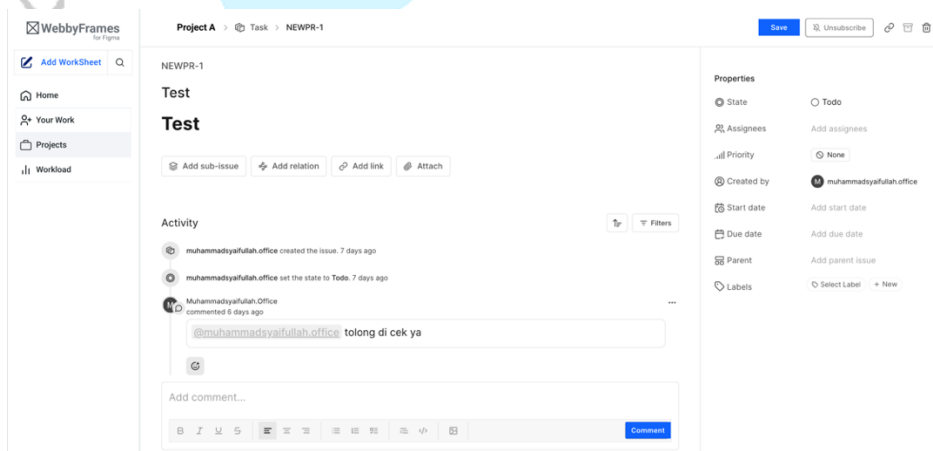 WebbyFrames
for Figma
Project A > Task > NEWPR-1
Save
Unsubscribe
Add WorkSheet
Home
Your Work
Projects
Workload
NEWPR-1
Test
Test
Add sub-issue
Add relation
Add link
Attach
Activity
Filters
muhammadsyaifullah.office created the issue. 7 days ago
muhammadsyaifullah.office set the state to Todo. 7 days ago
M
Muhammadsyaifullah.Office
commented 6 days ago
@muhammadsyaifullah.office tolong di cek ya
Add comment...
B I U S
Comment
Properties
State
Todo
Assignees
Add assignees
Priority
None
Created by
M muhammadsyaifullah.office
Start date
Add start date
Due date
Add due date
Parent
Add parent issue
Labels
Select Label
+ New